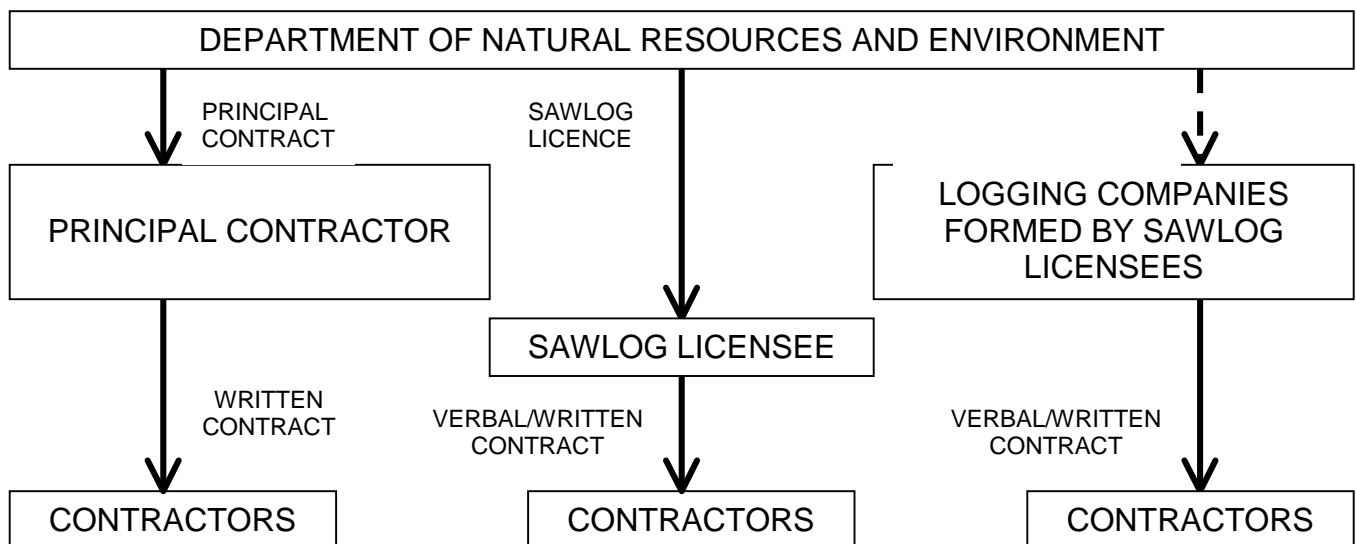 DEPARTMENT OF NATURAL RESOURCES AND ENVIRONMENT
PRINCIPAL
CONTRACT
SAWLOG
LICENCE
PRINCIPAL CONTRACTOR
LOGGING COMPANIES
FORMED BY SAWLOG
LICENSEES
SAWLOG LICENSEE
WRITTEN
CONTRACT
VERBAL/WRITTEN
CONTRACT
VERBAL/WRITTEN
CONTRACT
CONTRACTORS
CONTRACTORS
CONTRACTORS